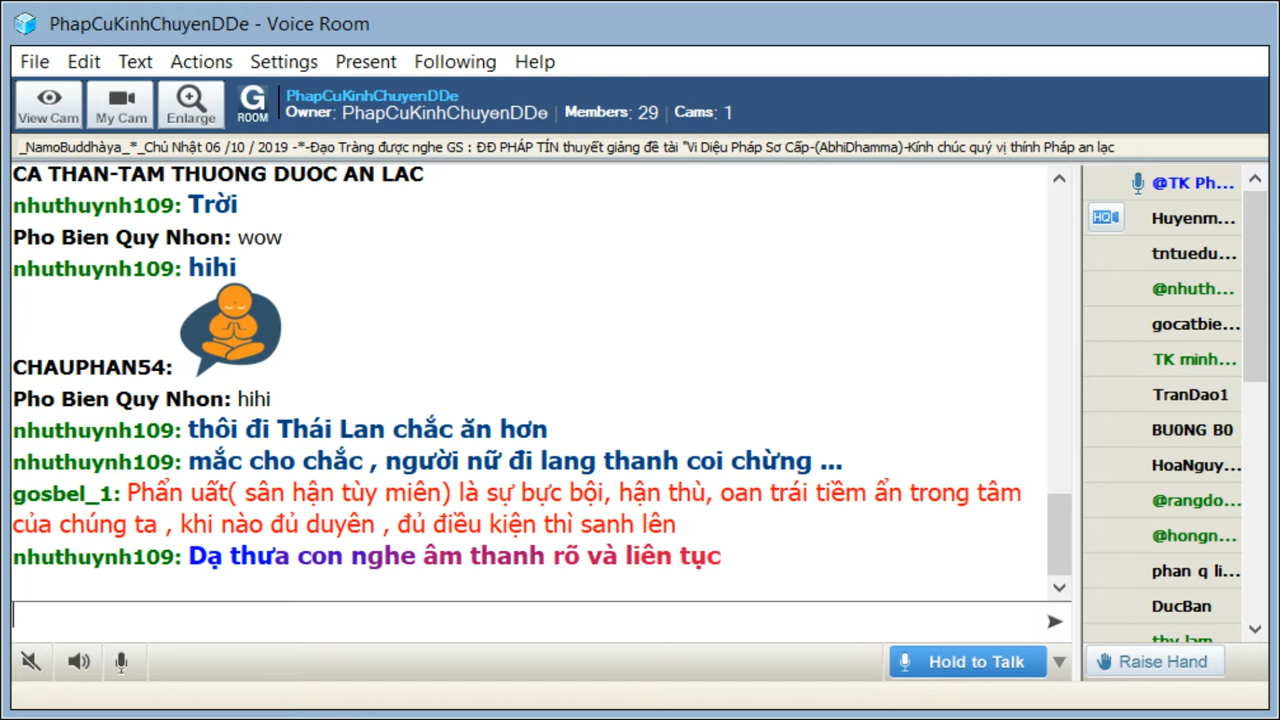 PhapCuKinhChuyenDDe - Voice Room
File Edit Text Actions Settings Present Following Help
View Cam My Cam Enlarge
G ROOM
PhapCuKinhChuyenDDe
Owner: PhapCuKinhChuyenDDe | Members: 29 | Cams: 1
_NamoBuddhàya_*_Chủ Nhật 06 /10 / 2019 -*-Đạo Tràng được nghe GS : ĐĐ PHÁP TÍN thuyết giảng đề tài "Vi Diệu Pháp Sơ Cấp-(AbhiDhamma)-Kính chúc quý vị thính Pháp an lạc
CA THAN-TAM THUONG DUOC AN LAC
nhuthuynh109: Trời
Pho Bien Quy Nhon: wow
nhuthuynh109: hihi
CHAUPHAN54:
Pho Bien Quy Nhon: hihi
nhuthuynh109: thôi đi Thái Lan chắc ăn hơn
nhuthuynh109: mắc cho chắc , người nữ đi lang thanh coi chừng ...
gosbel_1: Phẩn uất( sân hận tùy miên) là sự bực bội, hận thù, oan trái tiềm ẩn trong tâm
của chúng ta , khi nào đủ duyên , đủ điều kiện thì sanh lên
nhuthuynh109: Dạ thưa con nghe âm thanh rõ và liên tục
@TK Ph...
HQ
Huyenm...
tntuedu...
@nhuth...
gocatbie...
TK minh...
TranDao1
BU0NG B0
HoaNguy...
@rangdo...
@hongn...
phan q li...
DucBan
thy lam
Hold to Talk
Raise Hand